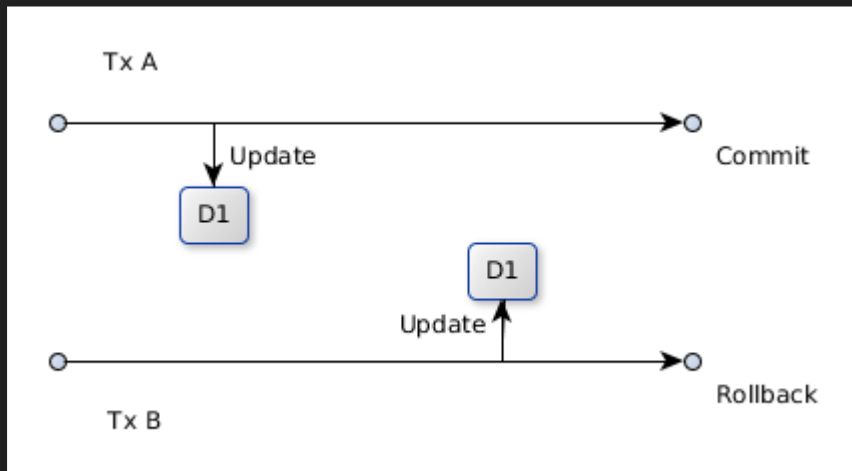 Tx A
Update
Commit
D1
D1
Update
Rollback
Tx B